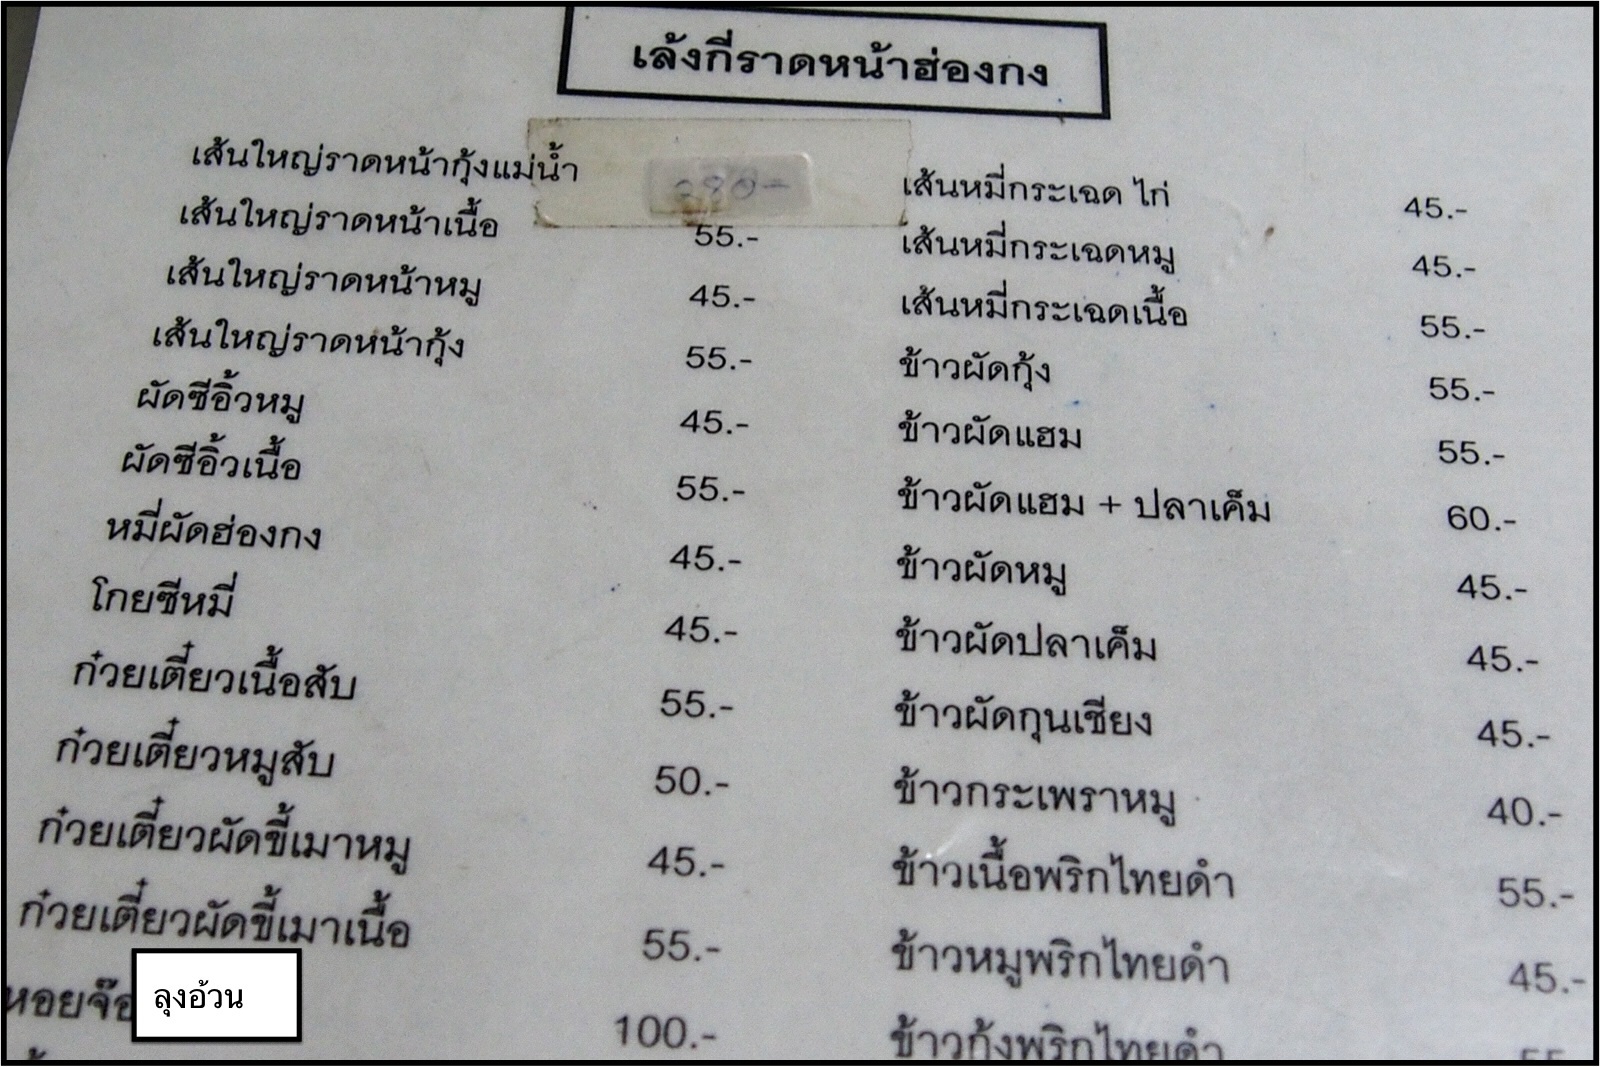 เล้งกี่ราดหน้าฮ่องกง
เส้นใหญ่ราดหน้ากุ้งแม่น้ำ
เส้นใหญ่ราดหน้าเนื้อ 55.-
เส้นใหญ่ราดหน้าหมู 45.-
เส้นใหญ่ราดหน้ากุ้ง 55.-
ผัดซีอิ้วหมู 45.-
ผัดซีอิ้วเนื้อ 55.-
หมี่ผัดฮ่องกง 45.-
โกยซีหมี่ 45.-
ก๋วยเตี๋ยวเนื้อสับ 55.-
ก๋วยเตี๋ยวหมูสับ 50.-
ก๋วยเตี๋ยวผัดขี้เมาหมู 45.-
ก๋วยเตี๋ยวผัดขี้เมาเนื้อ 55.-
หอยจ๊อ 100.-
เส้นหมี่กระเฉด ไก่ 45.-
เส้นหมี่กระเฉดหมู 45.-
เส้นหมี่กระเฉดเนื้อ 55.-
ข้าวผัดกุ้ง 55.-
ข้าวผัดแฮม 55.-
ข้าวผัดแฮม + ปลาเค็ม 60.-
ข้าวผัดหมู 45.-
ข้าวผัดปลาเค็ม 45.-
ข้าวผัดกุนเชียง 45.-
ข้าวกระเพราหมู 40.-
ข้าวเนื้อพริกไทยดำ 55.-
ข้าวหมูพริกไทยดำ 45.-
ข้าวกุ้งพริกไทยดำ 55
ลุงอ้วน